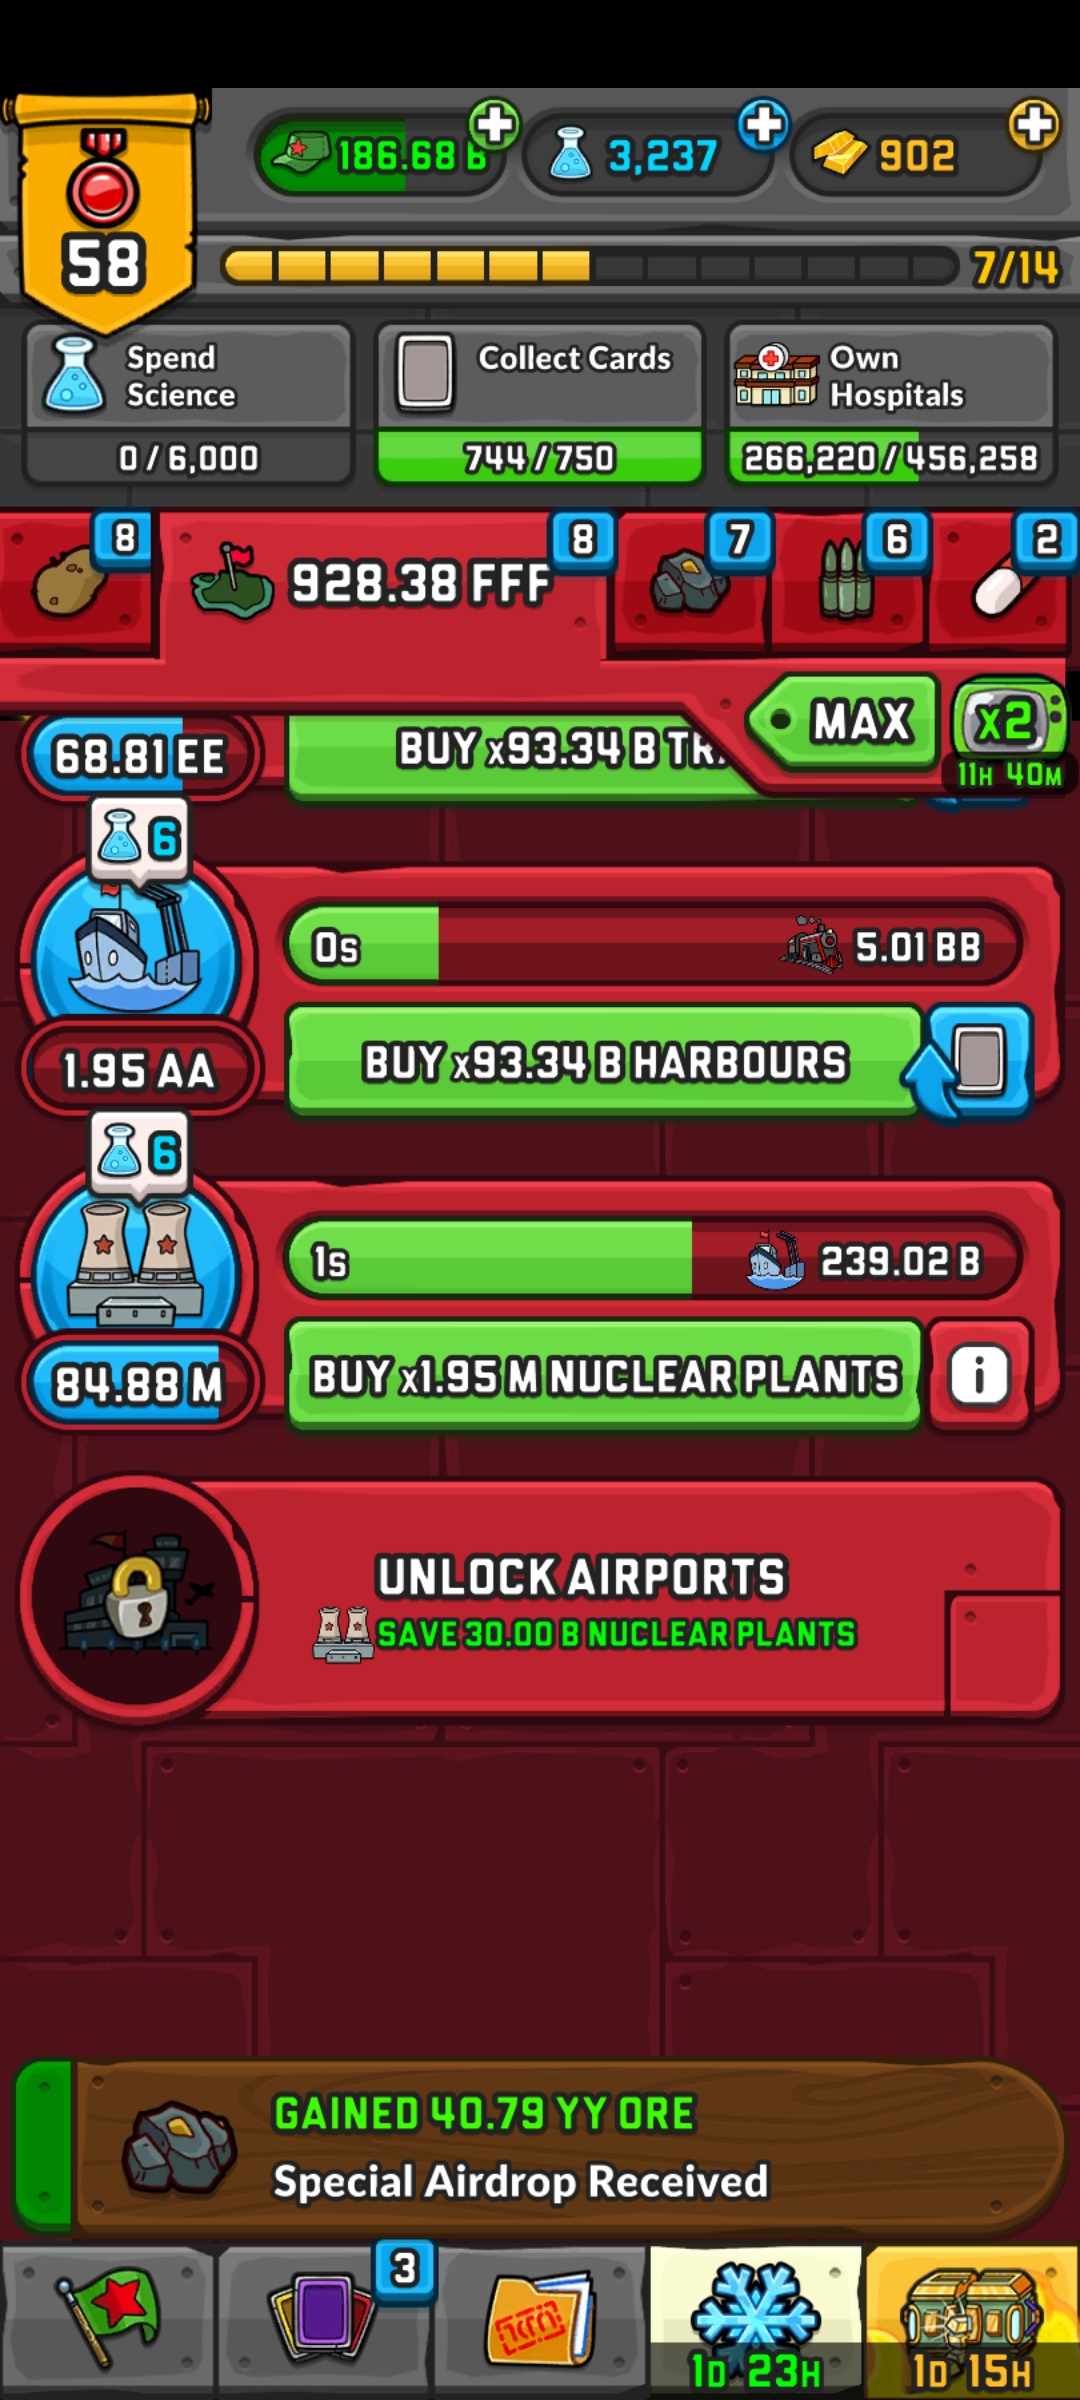 186.68 B
3,237
902
58
7/14
Spend
Science
0 / 6,000
Collect Cards
744 / 750
Own
Hospitals
266,220 / 456,258
8
928.38 FFF
8
7
6
2
MAX
x2
11H 40M
68.81 EE
BUY x93.34 B
6
0s
5.01 BB
1.95 AA
BUY x93.34 B HARBOURS
6
1s
239.02 B
84.88 M
BUY x1.95 M NUCLEAR PLANTS
i
UNLOCK AIRPORTS
SAVE 30.00 B NUCLEAR PLANTS
GAINED 40.79 YY ORE
Special Airdrop Received
3
1D 23H
1D 15H